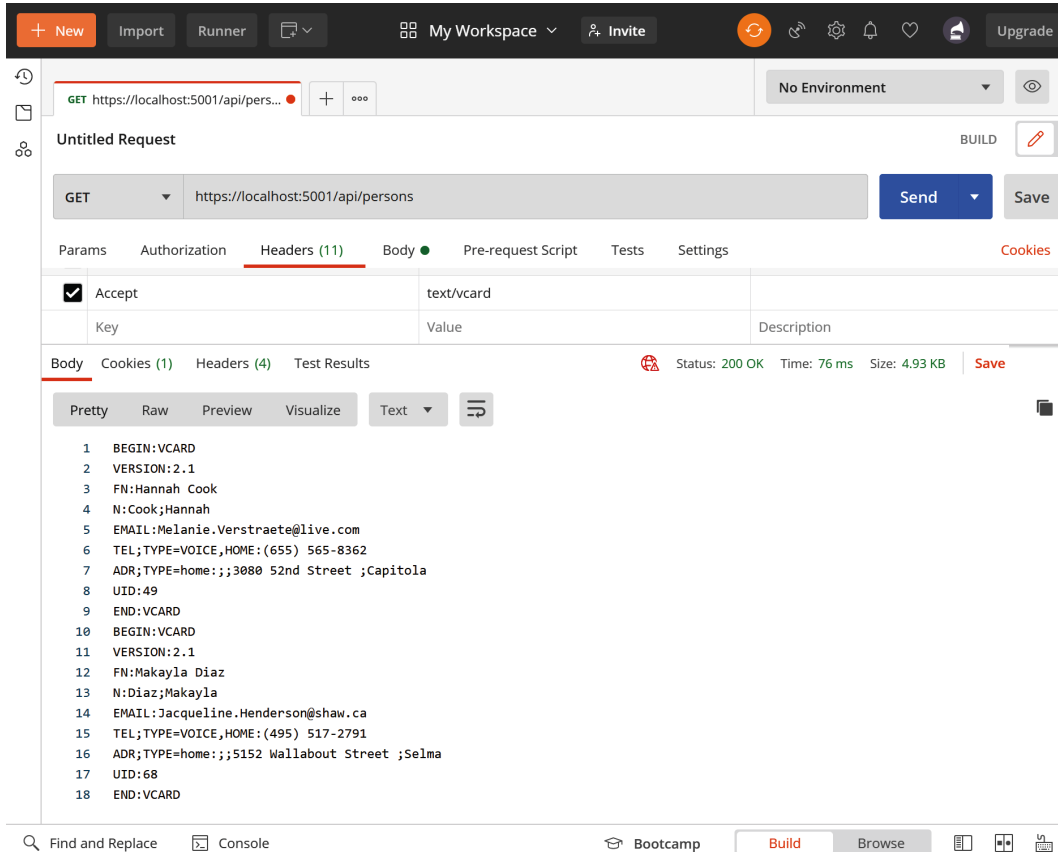 New Import Runner My Workspace Invite Upgrade
GET https://localhost:5001/api/pers... No Environment
Untitled Request BUILD
GET https://localhost:5001/api/persons Send Save
Params Authorization Headers (11) Body Pre-request Script Tests Settings Cookies
Accept text/vcard
Key Value Description
Body Cookies (1) Headers (4) Test Results Status: 200 OK Time: 76 ms Size: 4.93 KB Save
Pretty Raw Preview Visualize Text
1 BEGIN:VCARD
2 VERSION:2.1
3 FN:Hannah Cook
4 N:Cook;Hannah
5 EMAIL:Melanie.Verstraete@live.com
6 TEL;TYPE=VOICE,HOME:(655) 565-8362
7 ADR;TYPE=home:;;3080 52nd Street ;Capitola
8 UID:49
9 END:VCARD
10 BEGIN:VCARD
11 VERSION:2.1
12 FN:Makayla Diaz
13 N:Diaz;Makayla
14 EMAIL:Jacqueline.Henderson@shaw.ca
15 TEL;TYPE=VOICE,HOME:(495) 517-2791
16 ADR;TYPE=home:;;5152 Wallabout Street ;Selma
17 UID:68
18 END:VCARD
Find and Replace Console Bootcamp Build Browse